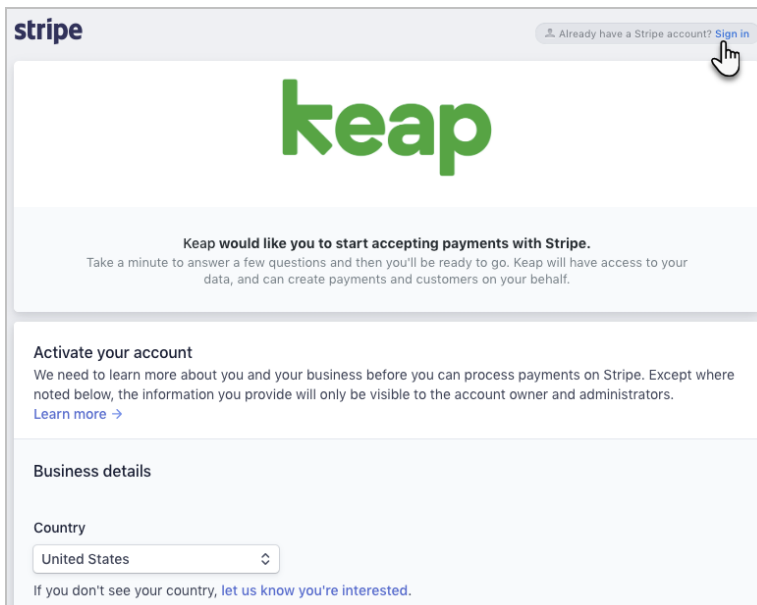 stripe
Already have a Stripe account? Sign in
keap
Keap would like you to start accepting payments with Stripe.
Take a minute to answer a few questions and then you'll be ready to go. Keap will have access to your
data, and can create payments and customers on your behalf.
Activate your account
We need to learn more about you and your business before you can process payments on Stripe. Except where
noted below, the information you provide will only be visible to the account owner and administrators.
Learn more →
Business details
Country
United States
If you don't see your country, let us know you're interested.